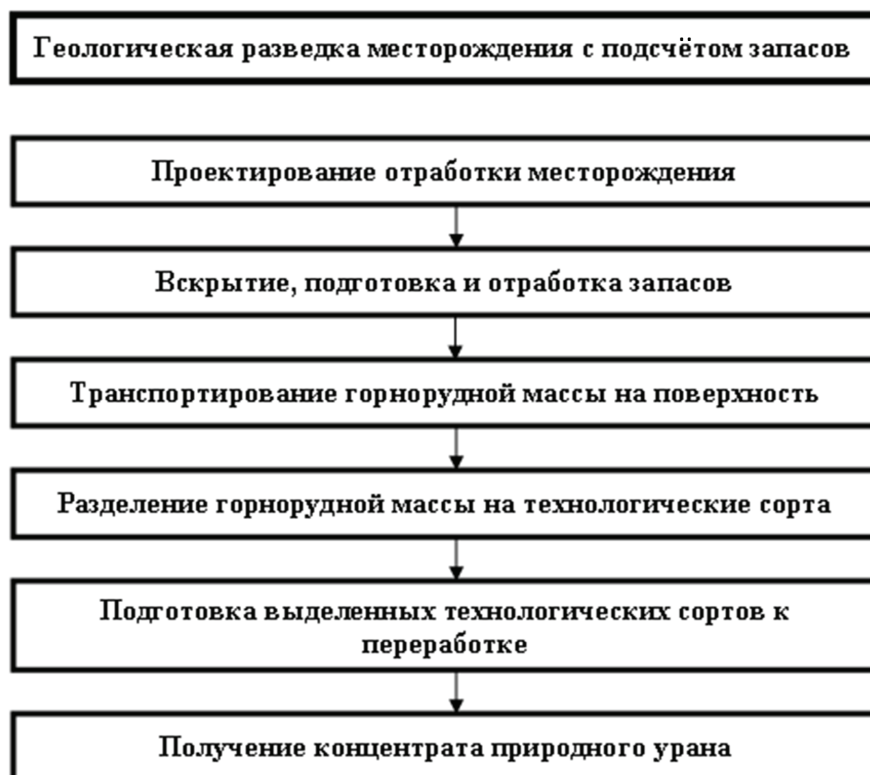 Геологическая разведка месторождения с подсчётом запасов
Проектирование отработки месторождения
Вскрытие, подготовка и отработка запасов
Транспортирование горнорудной массы на поверхность
Разделение горнорудной массы на технологические сорта
Подготовка выделенных технологических сортов к
переработке
Получение концентрата природного урана